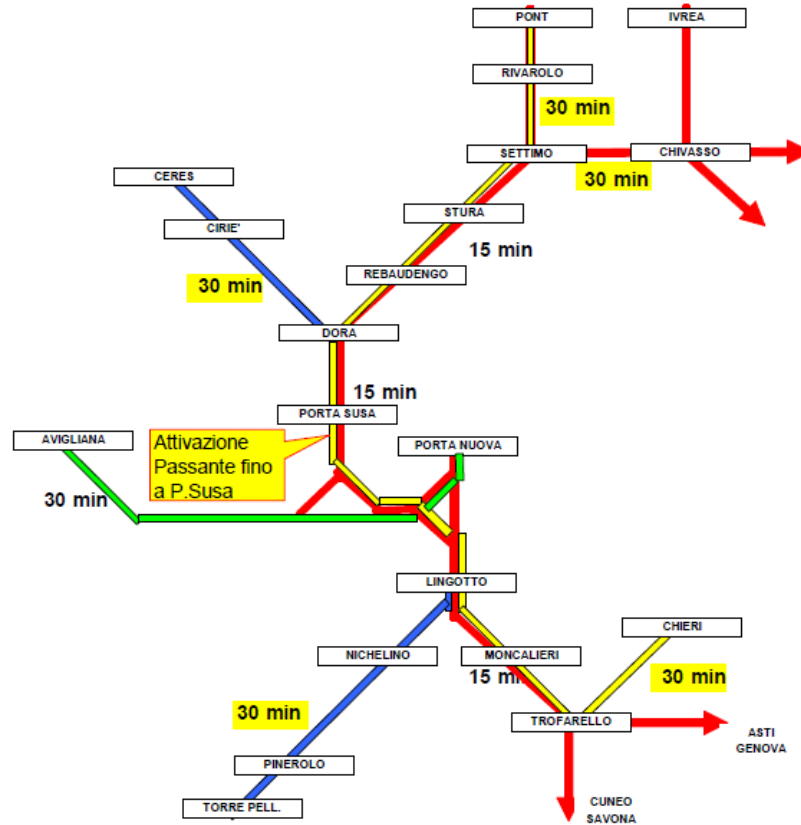 PONT
IVREA
RIVAROLO
30 min
SETTIMO
CHIVASSO
30 min
CERES
STURA
CIRIE'
15 min
REBAUDENGO
30 min
DORA
15 min
PORTA SUSA
AVIGLIANA
Attivazione
Passante fino
a P.Susa
PORTA NUOVA
30 min
LINGOTTO
CHIERI
NICHELINO
MONCALIERI
15 min
30 min
30 min
TROFARELLO
ASTI
GENOVA
PINEROLO
TORRE PELL.
CUNEO
SAVONA